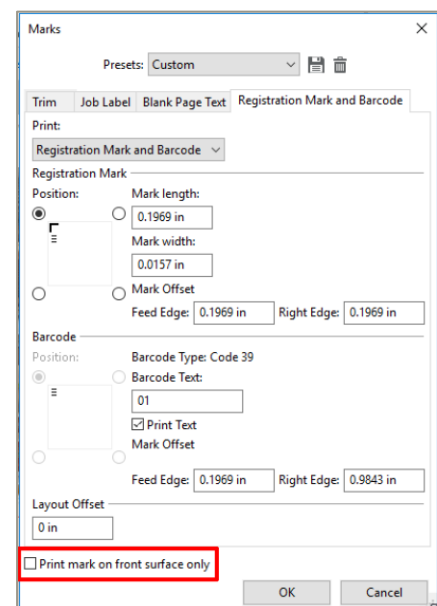 Marks
Presets: Custom
Trim Job Label Blank Page Text Registration Mark and Barcode
Print:
Registration Mark and Barcode
Registration Mark
Position: Mark length:
0.1969 in
Mark width:
0.0157 in
Mark Offset
Feed Edge: 0.1969 in Right Edge: 0.1969 in
Barcode
Position: Barcode Type: Code 39
Barcode Text:
01
Print Text
Mark Offset
Feed Edge: 0.1969 in Right Edge: 0.9843 in
Layout Offset
0 in
Print mark on front surface only
OK Cancel